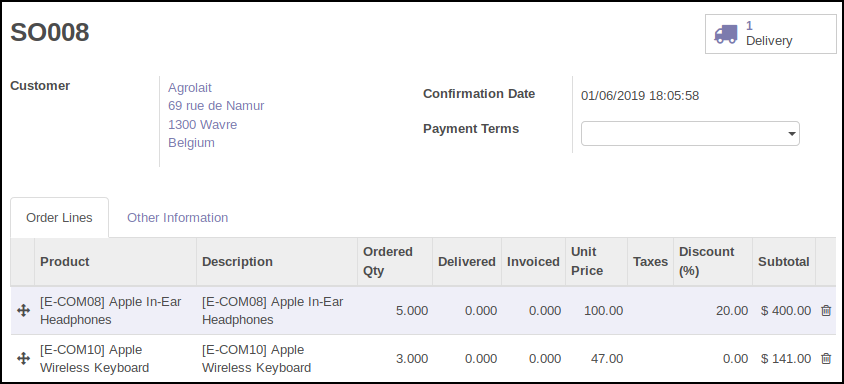 SO008
1
Delivery
Customer
Agrolait
69 rue de Namur
1300 Wavre
Belgium
Confirmation Date
01/06/2019 18:05:58
Payment Terms
Order Lines
Other Information
Product Description Ordered Qty Delivered Invoiced Unit Price Taxes Discount (%) Subtotal
[E-COM08] Apple In-Ear [E-COM08] Apple In-Ear 5.000 0.000 0.000 100.00 20.00 $ 400.00
Headphones Headphones
[E-COM10] Apple [E-COM10] Apple 3.000 0.000 0.000 47.00 0.00 $ 141.00
Wireless Keyboard Wireless Keyboard